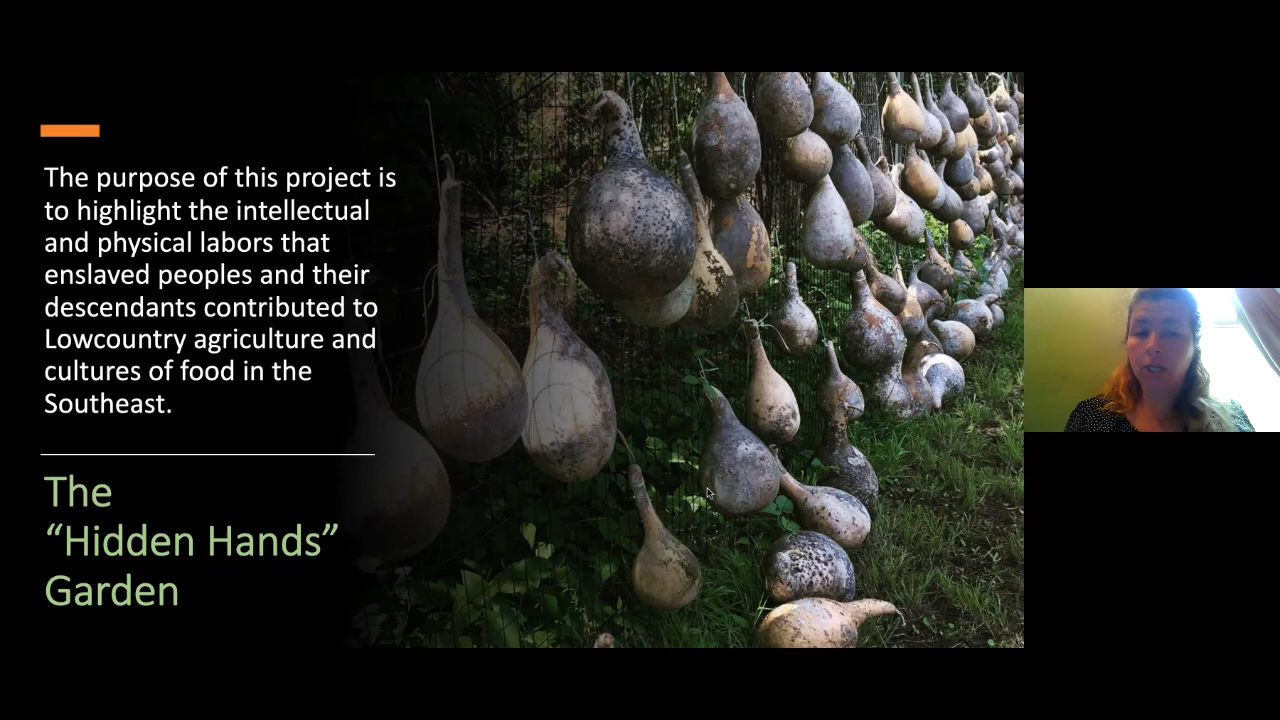 The purpose of this project is
to highlight the intellectual
and physical labors that
enslaved peoples and their
descendants contributed to
Lowcountry agriculture and
cultures of food in the
Southeast.
The
“Hidden Hands”
Garden